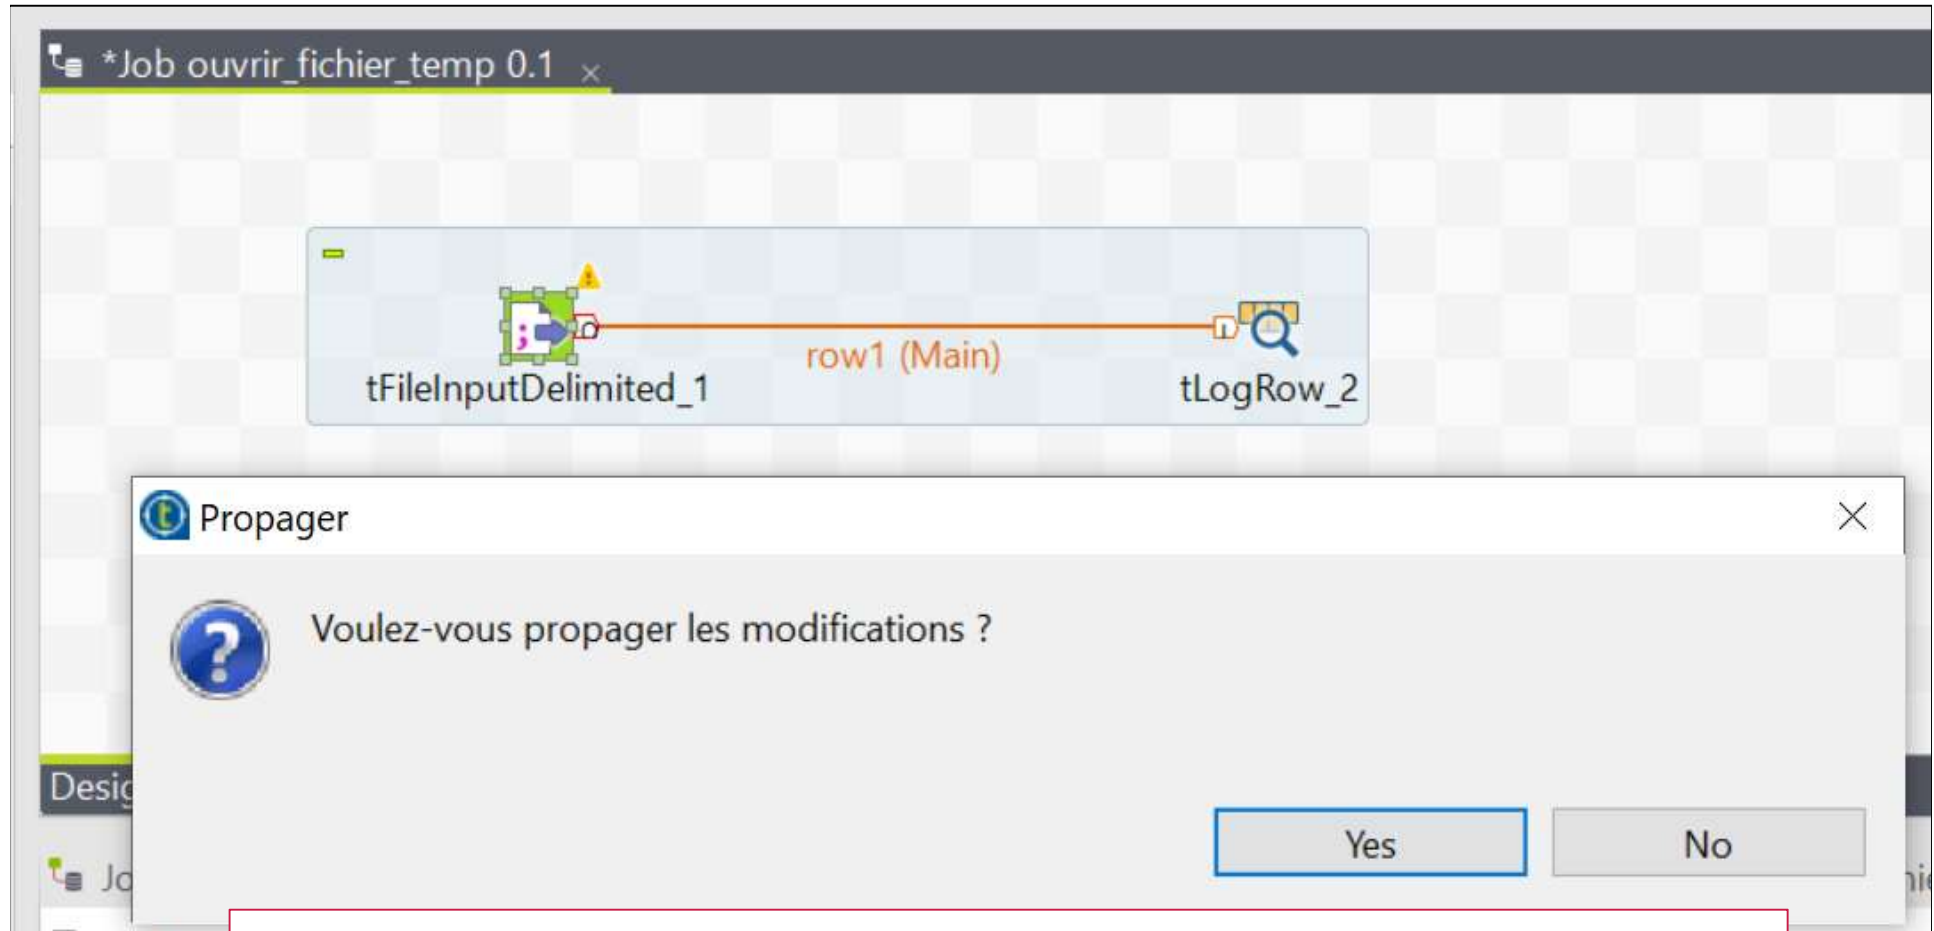 *Job ouvrir_fichier_temp 0.1
row1 (Main)
tFileInputDelimited_1
tLogRow_2
Propager
Voulez-vous propager les modifications ?
Yes
No